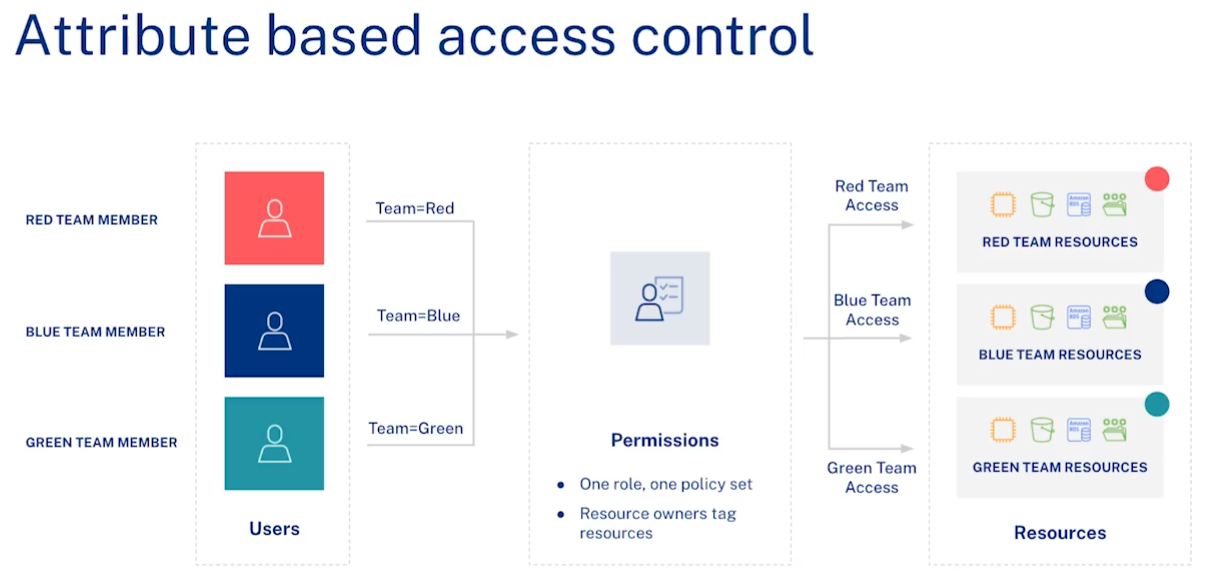 Attribute based access control
RED TEAM MEMBER
BLUE TEAM MEMBER
GREEN TEAM MEMBER
Users
Team=Red
Team=Blue
Team=Green
Permissions
• One role, one policy set
• Resource owners tag
resources
Red Team
Access
Blue Team
Access
Green Team
Access
Amazon
RDS
RED TEAM RESOURCES
Amazon
RDS
BLUE TEAM RESOURCES
Amazon
RDS
GREEN TEAM RESOURCES
Resources